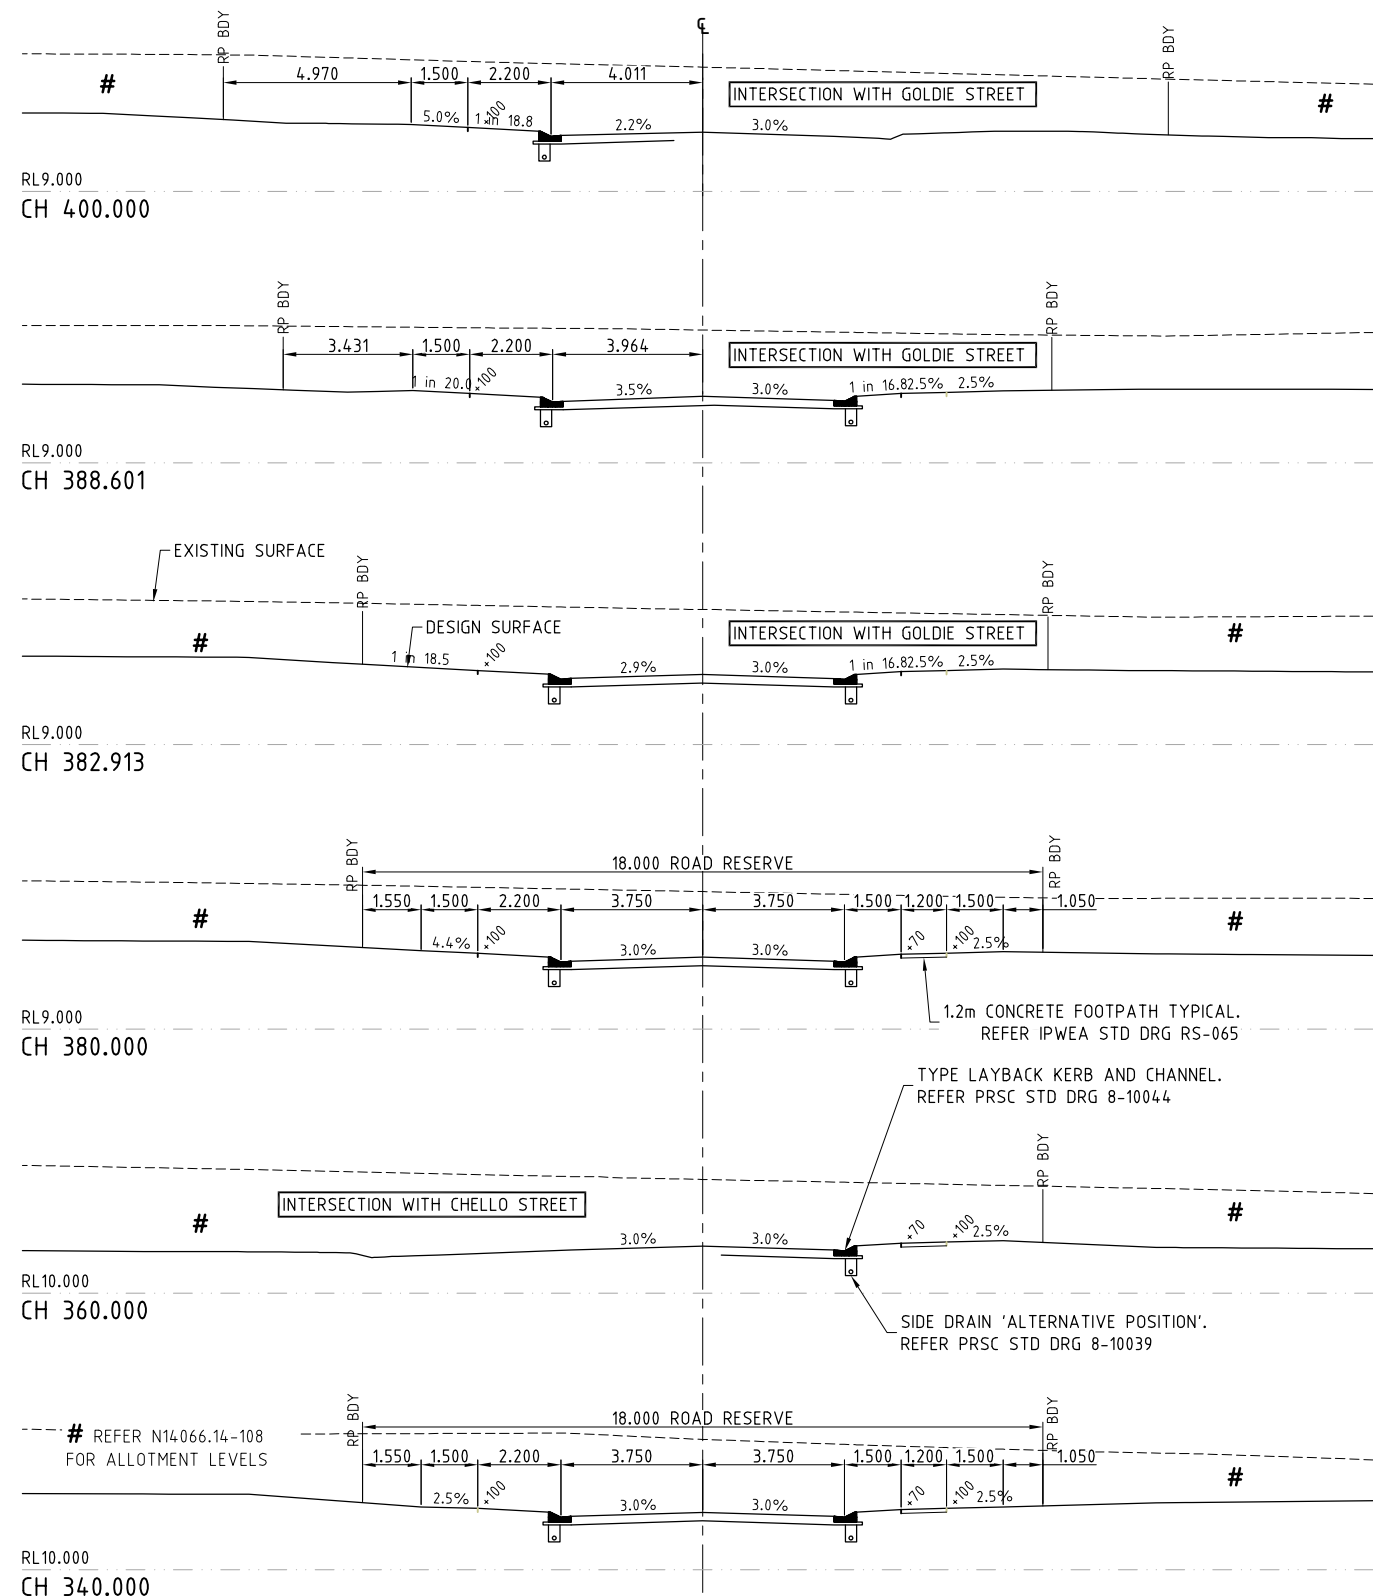 ℄
RP BDY
RP BDY
#
4.970
1.500
2.200
4.011
INTERSECTION WITH GOLDIE STREET
#
5.0%
1 in 18.8
+100
2.2%
3.0%
RL9.000
CH 400.000
RP BDY
RP BDY
3.431
1.500
2.200
3.964
INTERSECTION WITH GOLDIE STREET
1 in 20.0
+100
3.5%
3.0%
1 in 16.8
2.5%
2.5%
RL9.000
CH 388.601
EXISTING SURFACE
RP BDY
RP BDY
#
DESIGN SURFACE
INTERSECTION WITH GOLDIE STREET
#
1 in 18.5
+100
2.9%
3.0%
1 in 16.8
2.5%
2.5%
RL9.000
CH 382.913
RP BDY
18.000 ROAD RESERVE
RP BDY
#
1.550
1.500
2.200
3.750
3.750
1.500
1.200
1.500
1.050
#
4.4%
+100
3.0%
3.0%
+70
+100
2.5%
1.2m CONCRETE FOOTPATH TYPICAL.
REFER IPWEA STD DRG RS-065
RL9.000
CH 380.000
TYPE LAYBACK KERB AND CHANNEL.
REFER PRSC STD DRG 8-10044
RP BDY
INTERSECTION WITH CHELLO STREET
#
#
3.0%
3.0%
+70
+100
2.5%
RL10.000
CH 360.000
SIDE DRAIN 'ALTERNATIVE POSITION'.
REFER PRSC STD DRG 8-10039
RP BDY
18.000 ROAD RESERVE
RP BDY
# REFER N14066.14-108
FOR ALLOTMENT LEVELS
1.550
1.500
2.200
3.750
3.750
1.500
1.200
1.500
1.050
#
2.5%
+100
3.0%
3.0%
+70
+100
2.5%
RL10.000
CH 340.000